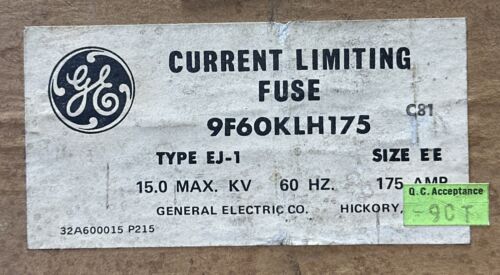 GE
CURRENT LIMITING
FUSE
9F60KLH175
C81
TYPE EJ-1 SIZE EE
15.0 MAX. KV 60 HZ. 175 AMP
GENERAL ELECTRIC CO. HICKORY,
Q.C. Acceptance
32A600015 P215